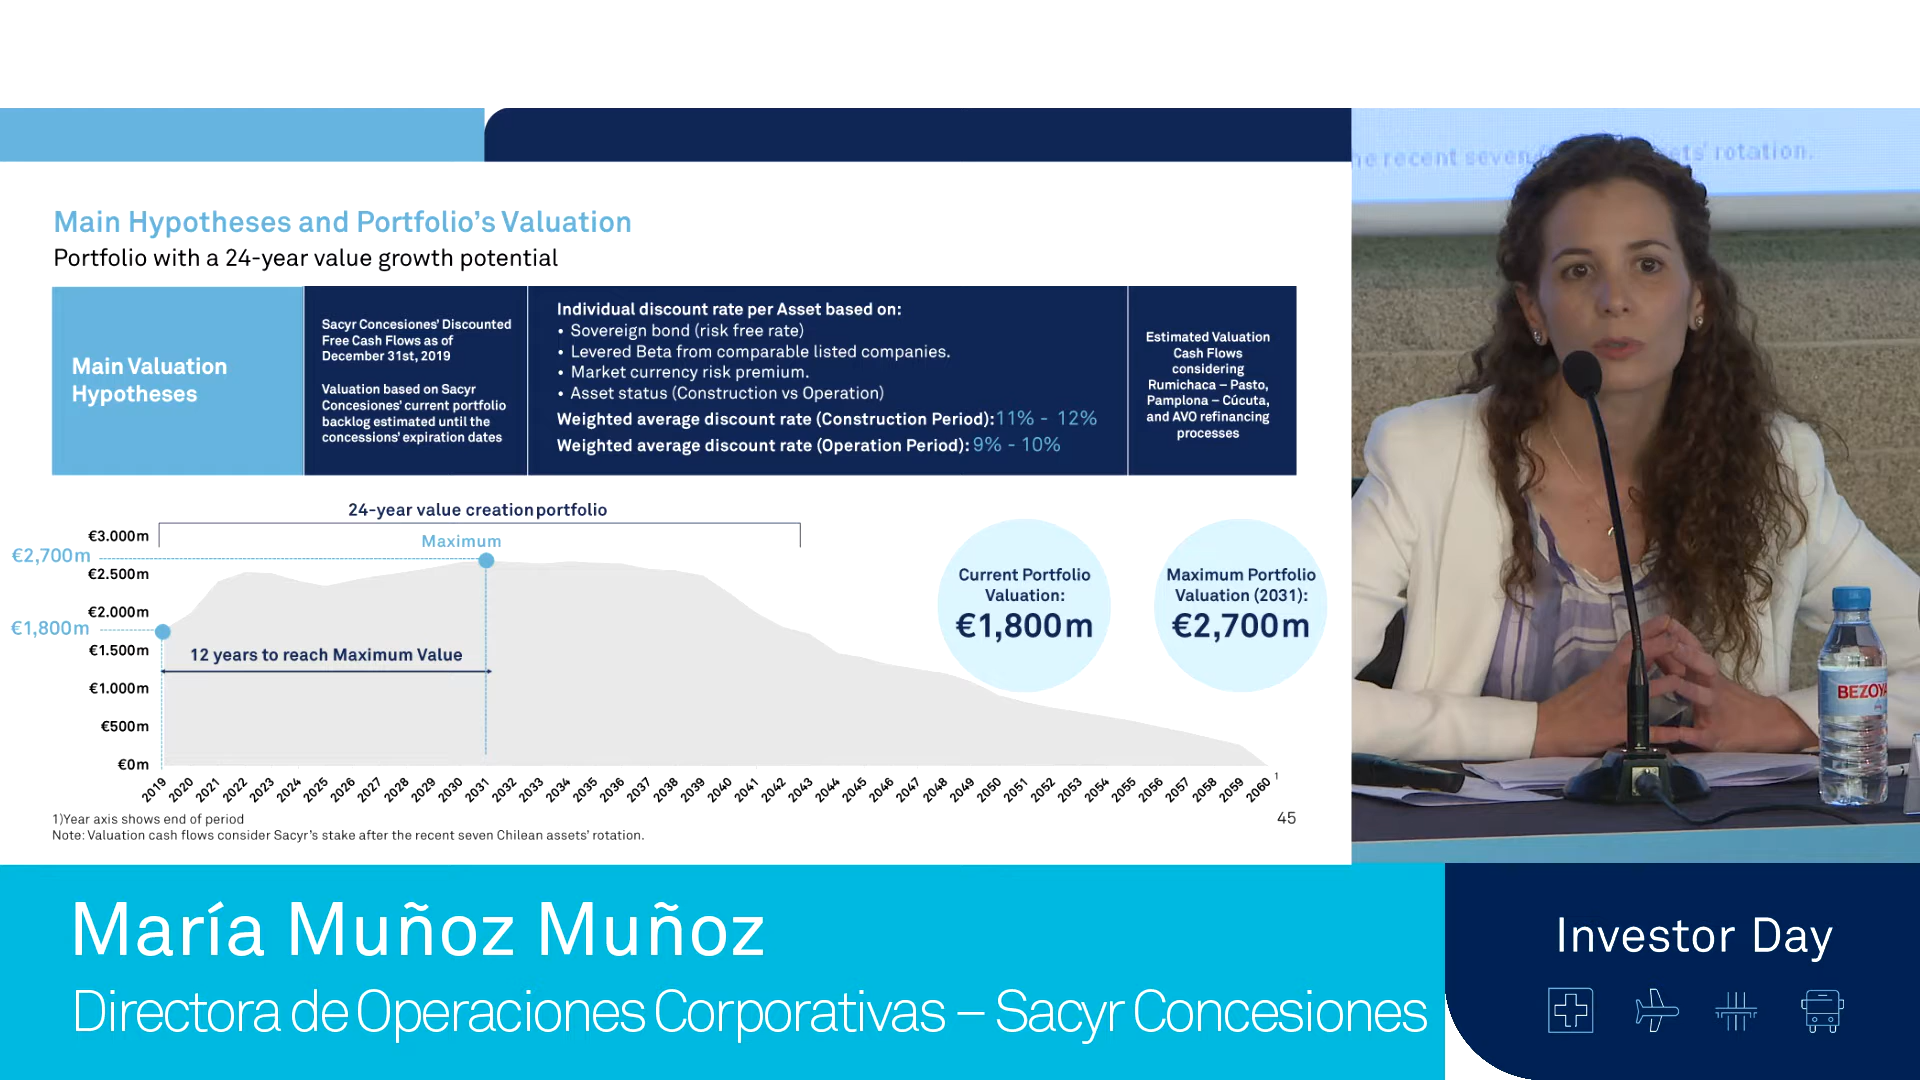 Main Hypotheses and Portfolio's Valuation
Portfolio with a 24-year value growth potential
Main Valuation
Hypotheses
Sacyr Concesiones' Discounted
Free Cash Flows as of
December 31st, 2019
Valuation based on Sacyr
Concesiones' current portfolio
backlog estimated until the
concessions' expiration dates
Individual discount rate per Asset based on:
• Sovereign bond (risk free rate)
• Levered Beta from comparable listed companies.
• Market currency risk premium.
• Asset status (Construction vs Operation)
Weighted average discount rate (Construction Period): 11% - 12%
Weighted average discount rate (Operation Period): 9% - 10%
Estimated Valuation
Cash Flows
considering
Rumichaca – Pasto,
Pamplona – Cúcuta,
and AVO refinancing
processes
24-year value creation portfolio
Maximum
€3.000m
€2,700m
€2.500m
€2.000m
€1,800m
€1.500m
€1.000m
€500m
€0m
12 years to reach Maximum Value
Current Portfolio
Valuation:
€1,800m
Maximum Portfolio
Valuation (2031):
€2,700m
2019 2020 2021 2022 2023 2024 2025 2026 2027 2028 2029 2030 2031 2032 2033 2034 2035 2036 2037 2038 2039 2040 2041 2042 2043 2044 2045 2046 2047 2048 2049 2050 2051 2052 2053 2054 2055 2056 2057 2058 2059 2060 1
1)Year axis shows end of period
Note: Valuation cash flows consider Sacyr's stake after the recent seven Chilean assets' rotation.
45
recent seven
rotation.
BEZOYA
María Muñoz Muñoz
Directora de Operaciones Corporativas – Sacyr Concesiones
Investor Day